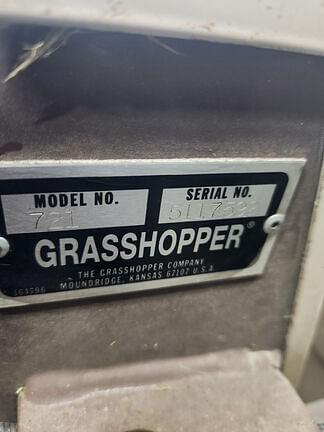 MODEL NO. SERIAL NO.
721
GRASSHOPPER®
THE GRASSHOPPER COMPANY
MOUNDRIDGE, KANSAS 67107 U.S.A.